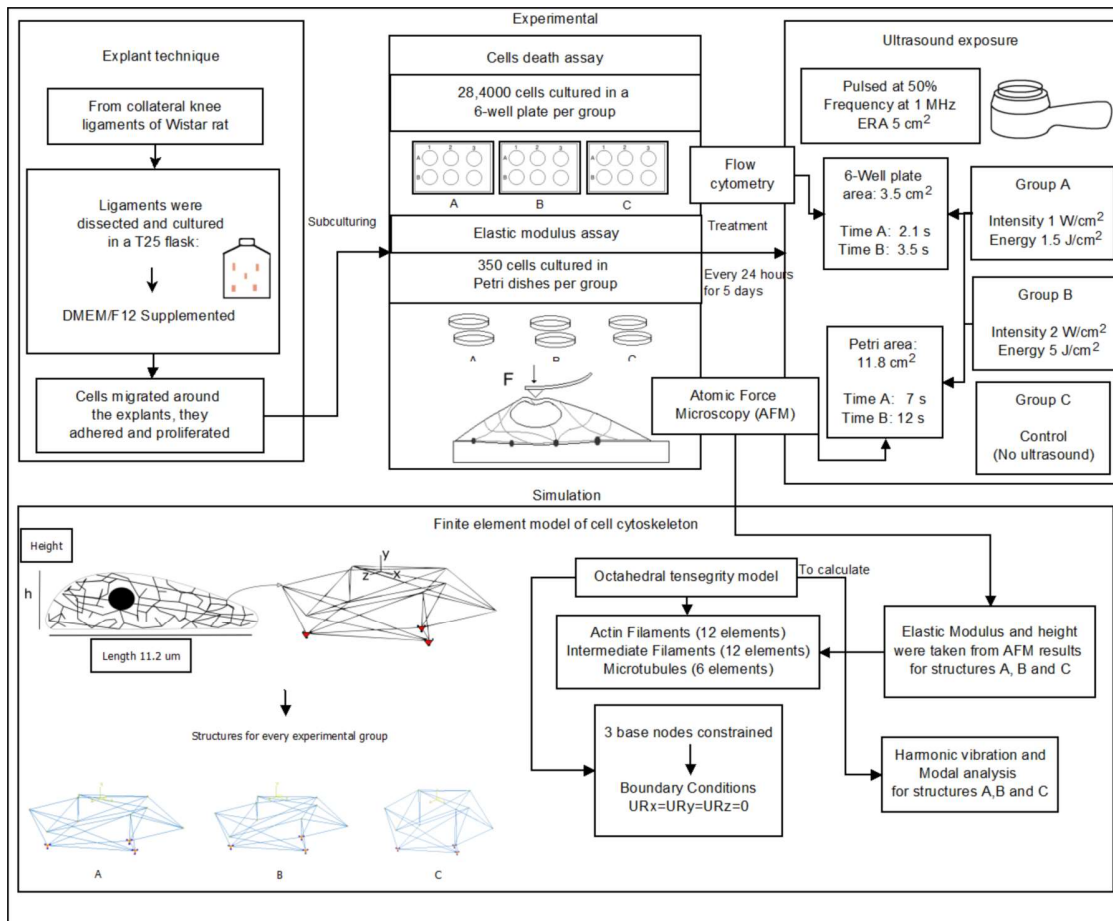 Experimental
Explant technique
From collateral knee
ligaments of Wistar rat
Ligaments were
dissected and cultured
in a T25 flask:
DMEM/F12 Supplemented
Cells migrated around
the explants, they
adhered and proliferated
Subculturing
Cells death assay
28,4000 cells cultured in a
6-well plate per group
1 2 3
A
B
1 2 3
A
B
1 2 3
A
B
A B C
Elastic modulus assay
350 cells cultured in
Petri dishes per group
A B C
F
Flow
cytometry
Treatment
Every 24 hours
for 5 days
Atomic Force
Microscopy (AFM)
Ultrasound exposure
Pulsed at 50%
Frequency at 1 MHz
ERA 5 cm²
6-Well plate
area: 3.5 cm²
Time A: 2.1 s
Time B: 3.5 s
Petri area:
11.8 cm²
Time A: 7 s
Time B: 12 s
Group A
Intensity 1 W/cm²
Energy 1.5 J/cm²
Group B
Intensity 2 W/cm²
Energy 5 J/cm²
Group C
Control
(No ultrasound)
Simulation
Finite element model of cell cytoskeleton
Height
h
Length 11.2 um
y
z x
Structures for every experimental group
A B C
Octahedral tensegrity model
To calculate
Actin Filaments (12 elements)
Intermediate Filaments (12 elements)
Microtubules (6 elements)
3 base nodes constrained
Boundary Conditions
URx=URy=URz=0
Elastic Modulus and height
were taken from AFM results
for structures A, B and C
Harmonic vibration and
Modal analysis
for structures A,B and C